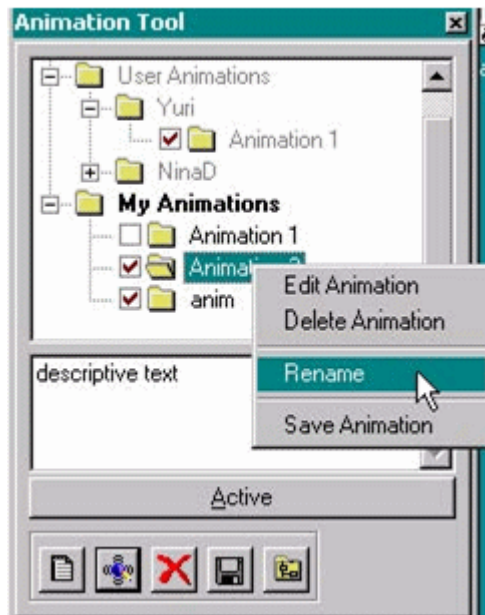 Animation Tool
User Animations
Yuri
Animation 1
NinaD
My Animations
Animation 1
Animation
anim
Edit Animation
Delete Animation
Rename
Save Animation
descriptive text
Active